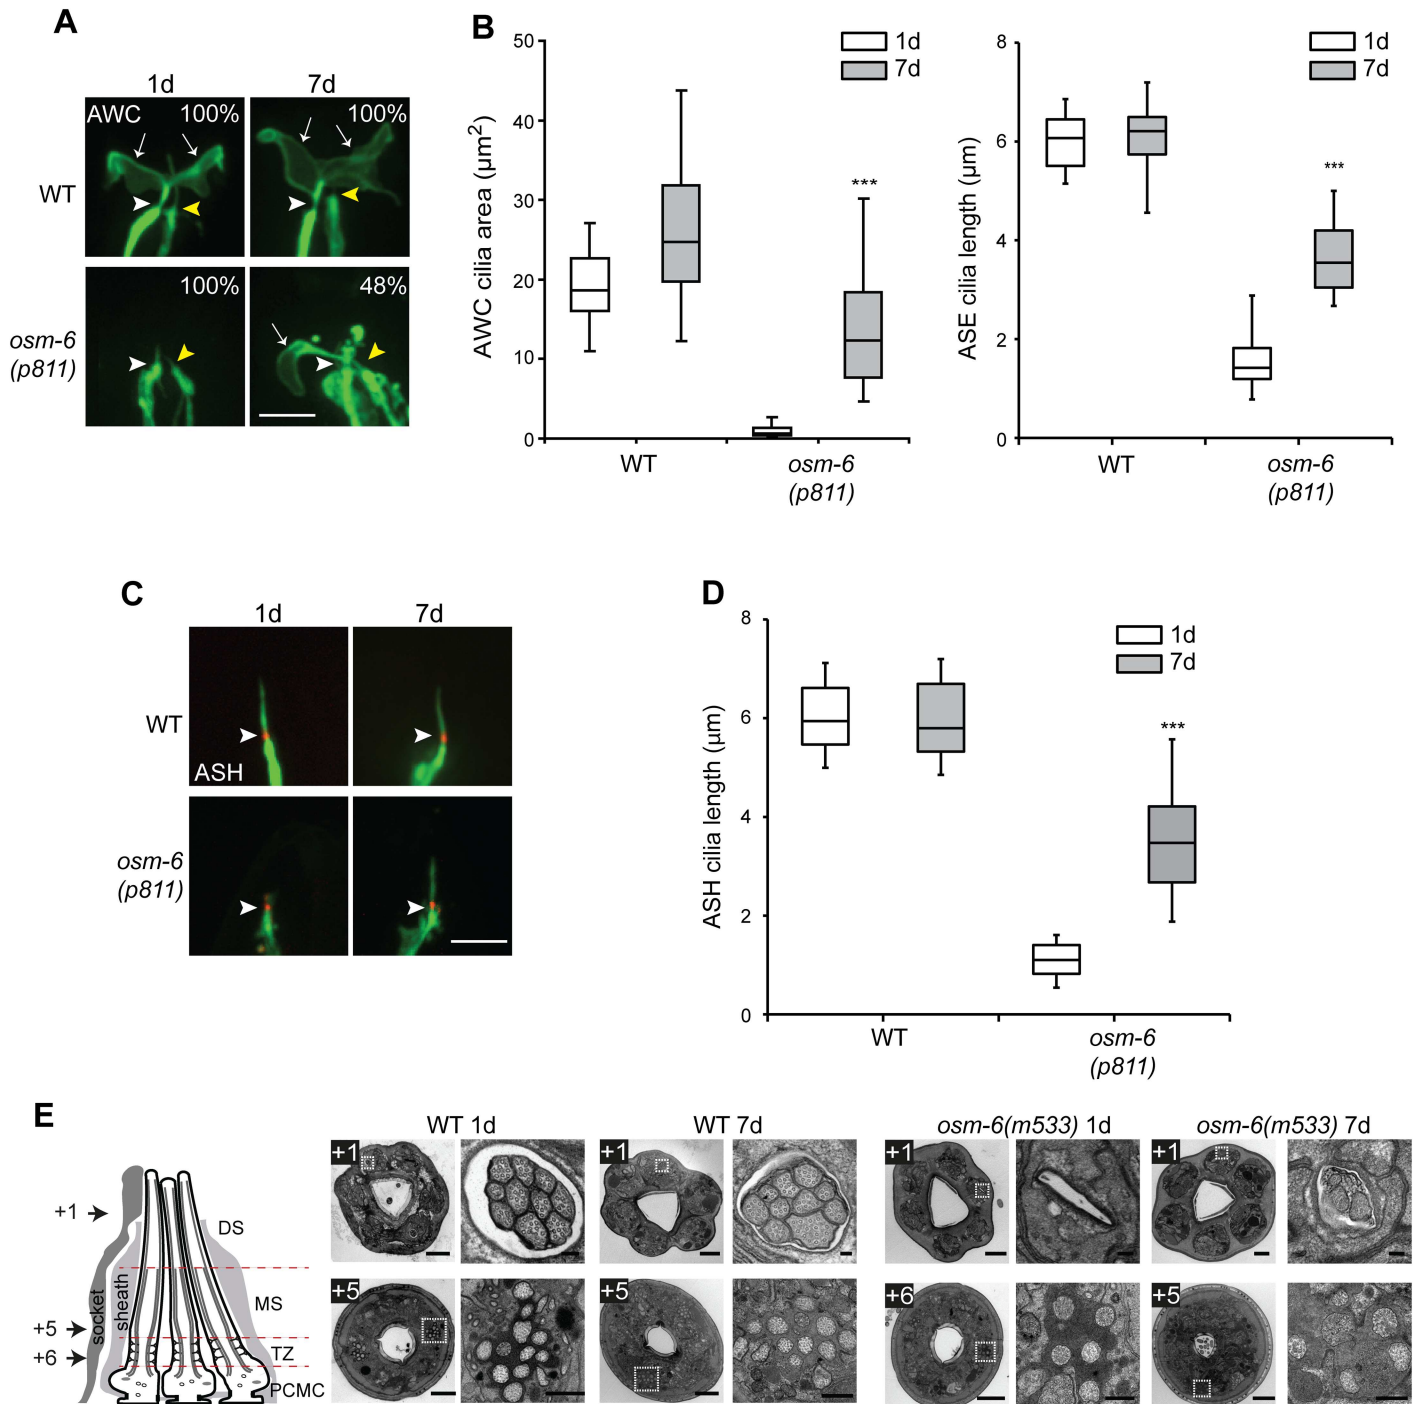 A
1d 7d
AWC 100% 100%
WT
100% 48%
osm-6
(p811)
B
1d
7d
AWC cilia area (µm2)
50
40
30
20
10
0
***
WT osm-6
(p811)
1d
7d
ASE cilia length (µm)
8
6
4
2
0
***
WT osm-6
(p811)
C
1d 7d
WT
ASH
osm-6
(p811)
D
1d
7d
ASH cilia length (µm)
8
6
4
2
0
***
WT osm-6
(p811)
E
WT 1d WT 7d osm-6(m533) 1d osm-6(m533) 7d
+1 +1 +1 +1
+5 +5 +6 +5
+1
DS
socket
sheath
MS
+5
+6
TZ
PCMC